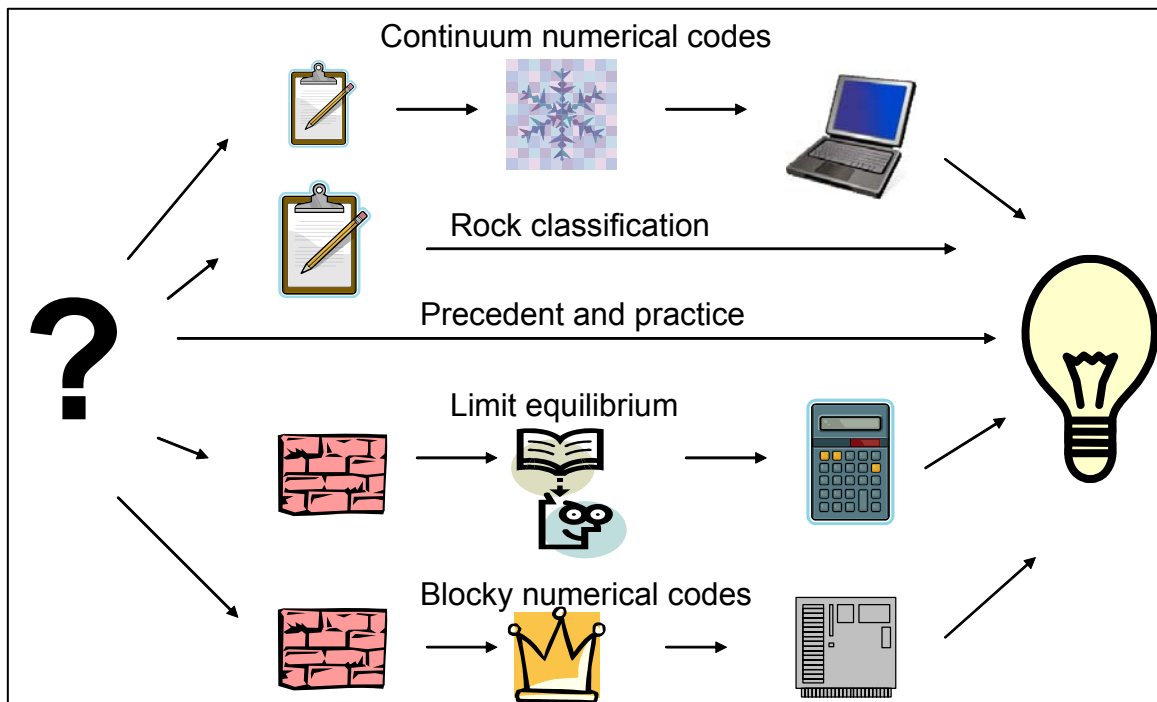 Continuum numerical codes
Rock classification
Precedent and practice
?
Limit equilibrium
Blocky numerical codes